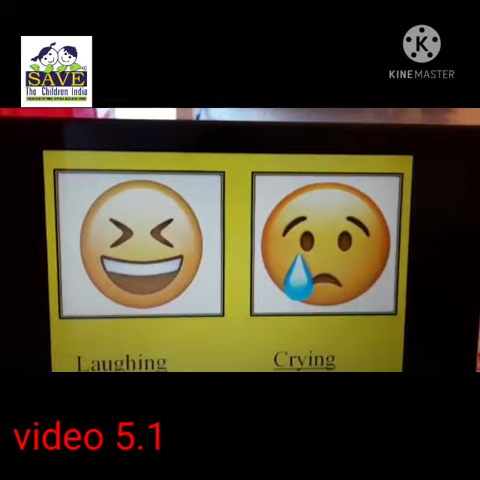 SAVE
The Children India
KINEMASTER
Laughing
Crying
video 5.1